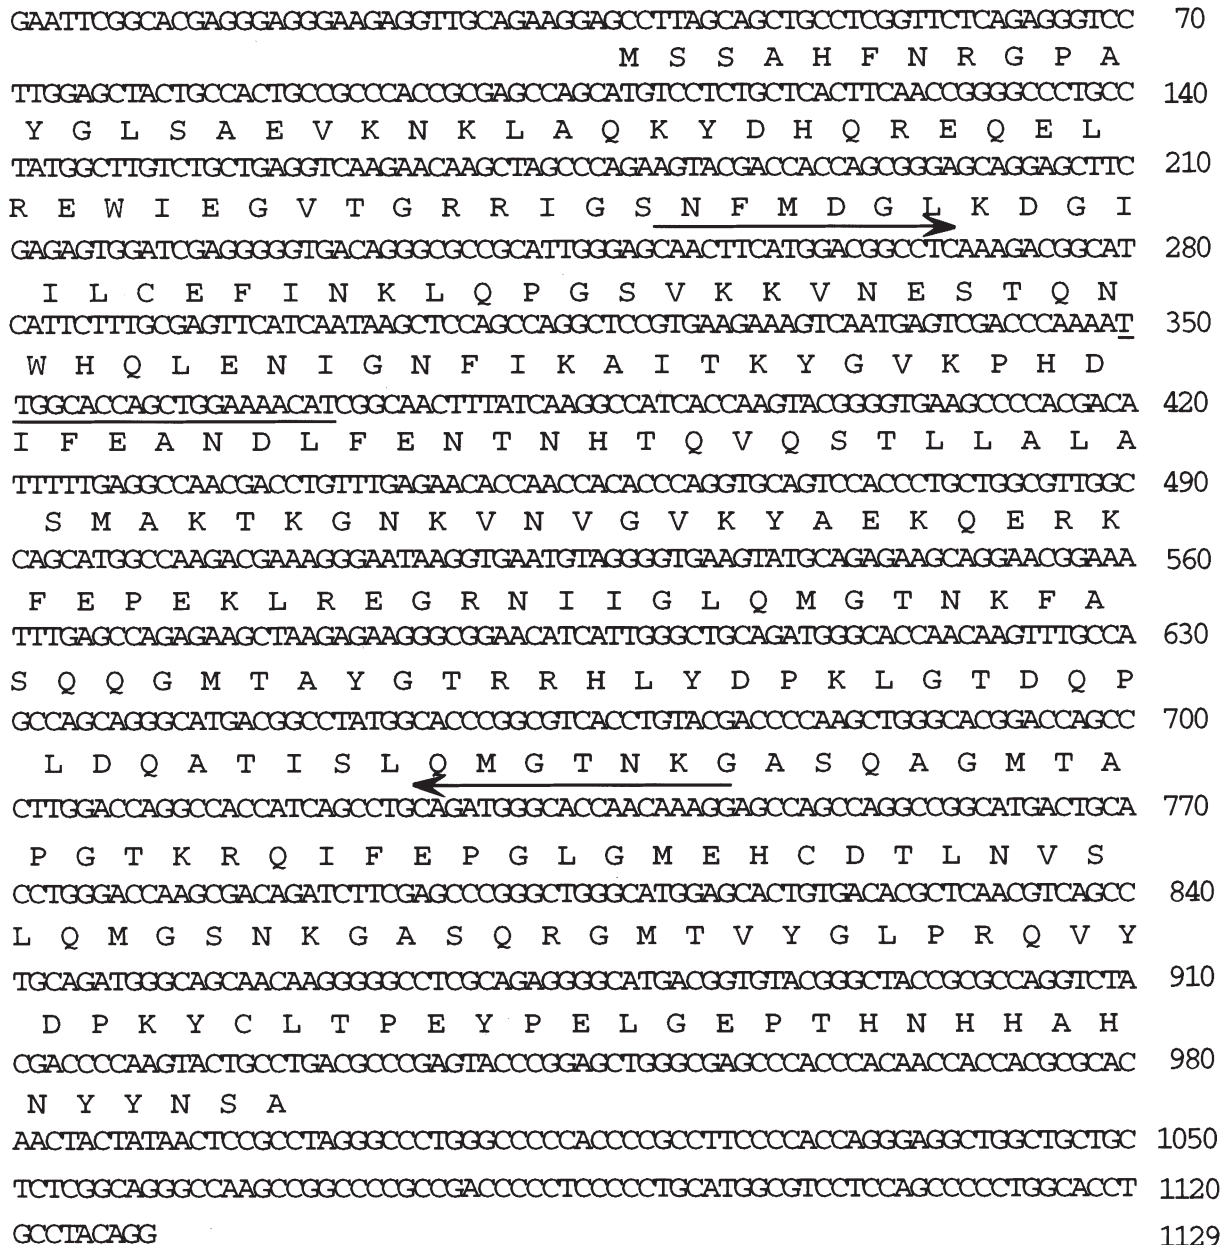 GAATTCGGCACGAGGGAGGGAAGAGGTTGCAGAAGGAGCCTTAGCAGCTGCCTCGGTTCTCAGAGGGTCC 70
M S S A H F N R G P A
TTGGAGCTACTGCCACTGCCGCCCACCGCGAGCCAGCATGTCCTCTGCTCACTTCAACCGGGGCCCTGCC 140
Y G L S A E V K N K L A Q K Y D H Q R E Q E L
TATGGCTTGTCTGCTGAGGTCAAGAACAAGCTAGCCCAGAAGTACGACCACCAGCGGGAGCAGGAGCTTC 210
R E W I E G V T G R R I G S N F M D G L K D G I
GAGAGTGGATCGAGGGGGTGACAGGGCGCCGCATTGGGAGCAACTTCATGGACGGCCTCAAAGACGGCAT 280
I L C E F I N K L Q P G S V K K V N E S T Q N
CATTCTTTGCGAGTTCATCAATAAGCTCCAGCCAGGCTCCGTGAAGAAAGTCAATGAGTCGACCCAAAAT 350
W H Q L E N I G N F I K A I T K Y G V K P H D
TGGCACCAGCTGGAAAACATCGGCAACTTTATCAAGGCCATCACCAAGTACGGGGTGAAGCCCCACGACA 420
I F E A N D L F E N T N H T Q V Q S T L L A L A
TTTTTGAGGCCAACGACCTGTTTGAGAACACCAACCACACCCAGGTGCAGTCCACCCTGCTGGCGTTGGC 490
S M A K T K G N K V N V G V K Y A E K Q E R K
CAGCATGGCCAAGACGAAAGGGAATAAGGTGAATGTAGGGGTGAAGTATGCAGAGAAGCAGGAACGGAAA 560
F E P E K L R E G R N I I G L Q M G T N K F A
TTTGAGCCAGAGAAGCTAAGAGAAGGGCGGAACATCATTGGGCTGCAGATGGGCACCAACAAGTTTGCCA 630
S Q Q G M T A Y G T R R H L Y D P K L G T D Q P
GCCAGCAGGGCATGACGGCCTATGGCACCCGGCGTCACCTGTACGACCCCAAGCTGGGCACGGACCAGCC 700
L D Q A T I S L Q M G T N K G A S Q A G M T A
CTTGGACCAGGCCACCATCAGCCTGCAGATGGGCACCAACAAAGGAGCCAGCCAGGCCGGCATGACTGCA 770
P G T K R Q I F E P G L G M E H C D T L N V S
CCTGGGACCAAGCGACAGATCTTCGAGCCCGGGCTGGGCATGGAGCACTGTGACACGCTCAACGTCAGCC 840
L Q M G S N K G A S Q R G M T V Y G L P R Q V Y
TGCAGATGGGCAGCAACAAGGGGGCCTCGCAGAGGGGCATGACGGTGTACGGGCTACCGCGCCAGGTCTA 910
D P K Y C L T P E Y P E L G E P T H N H H A H
CGACCCCAAGTACTGCCTGACGCCCGAGTACCCGGAGCTGGGCGAGCCCACCCACAACCACCACGCGCAC 980
N Y Y N S A
AACTACTATAACTCCGCCTAGGGCCCTGGGCCCCCACCCCGCCTTCCCCACCAGGGAGGCTGGCTGCTGC 1050
TCTCGGCAGGGCCAAGCCGGCCCCGCCGACCCCCTCCCCCTGCATGGCGTCCTCCAGCCCCCTGGCACCT 1120
GCCTACAGG 1129